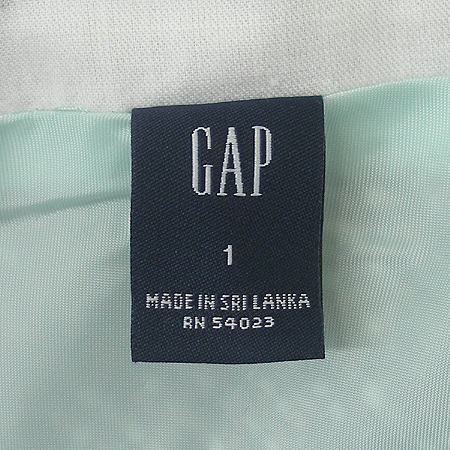 GAP
1
MADE IN SRI LANKA
RN 54023